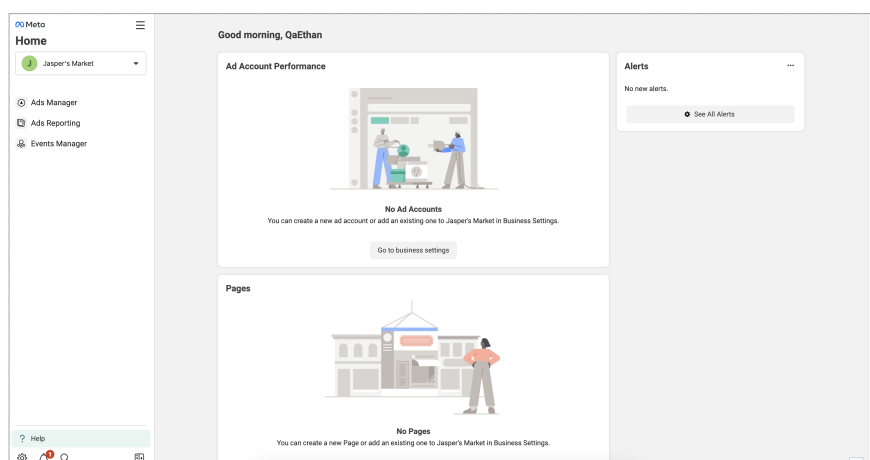 Meta
Home
J Jasper's Market
Ads Manager
Ads Reporting
Events Manager
? Help
1
Good morning, QaEthan
Ad Account Performance
No Ad Accounts
You can create a new ad account or add an existing one to Jasper's Market in Business Settings.
Go to business settings
Pages
No Pages
You can create a new Page or add an existing one to Jasper's Market in Business Settings.
Alerts
No new alerts.
See All Alerts